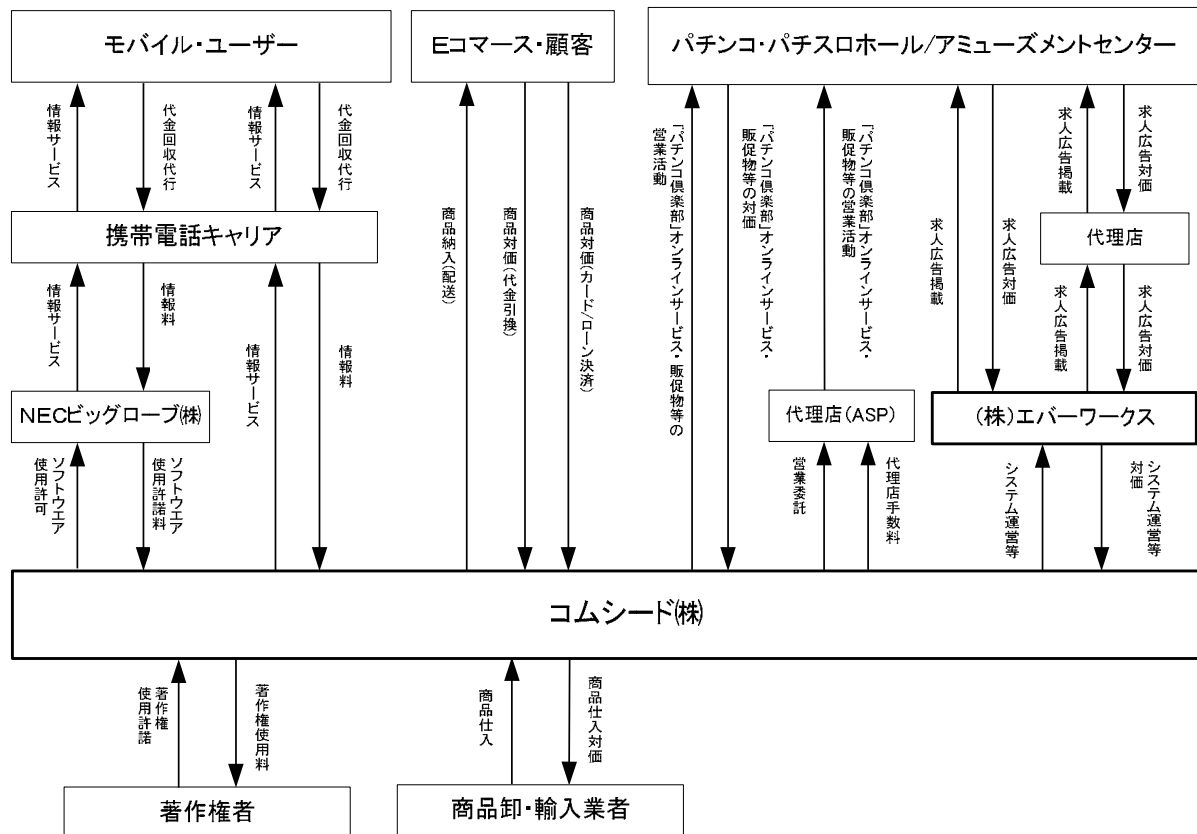 モバイル・ユーザー
Eコマース・顧客
パチンコ・パチスロホール/アミューズメントセンター
情報サービス
代金回収代行
情報サービス
代金回収代行
携帯電話キャリア
情報サービス
情報料
情報サービス
情報料
NECビッグローブ㈱
ソフトウエア
使用許可
ソフトウエア
使用許諾料
商品納入(配送)
商品対価(代金引換)
商品対価(カード/ローン決済)
「パチンコ倶楽部」オンラインサービス・販促物等の
営業活動
「パチンコ倶楽部」オンラインサービス・
販促物等の対価
「パチンコ倶楽部」オンラインサービス・
販促物等の営業活動
代理店(ASP)
営業委託
代理店手数料
求人広告掲載
求人広告対価
求人広告掲載
求人広告対価
代理店
求人広告掲載
求人広告対価
(株)エバーワークス
システム運営等
システム運営等
対価
コムシード㈱
著作権
使用許諾
著作権使用料
商品仕入
商品仕入対価
著作権者
商品卸・輸入業者